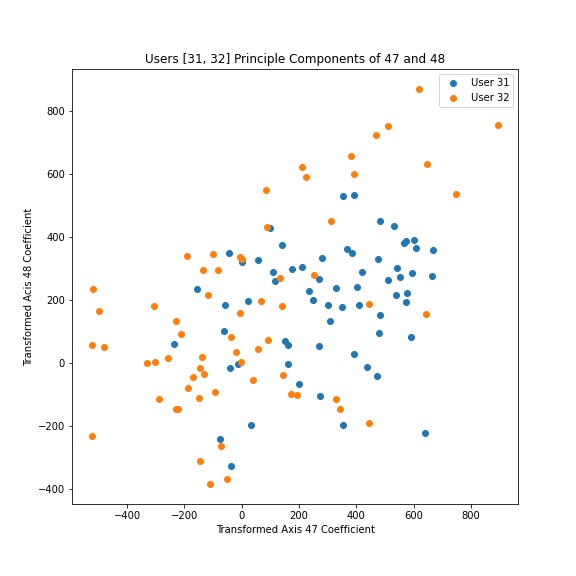 Users [31, 32] Principle Components of 47 and 48
User 31
User 32
Transformed Acis 48 Coefficient
800
600
400
200
0
−200
−400
−400
−200
0
200
400
600
800
Transformed Axis 47 Coefficient